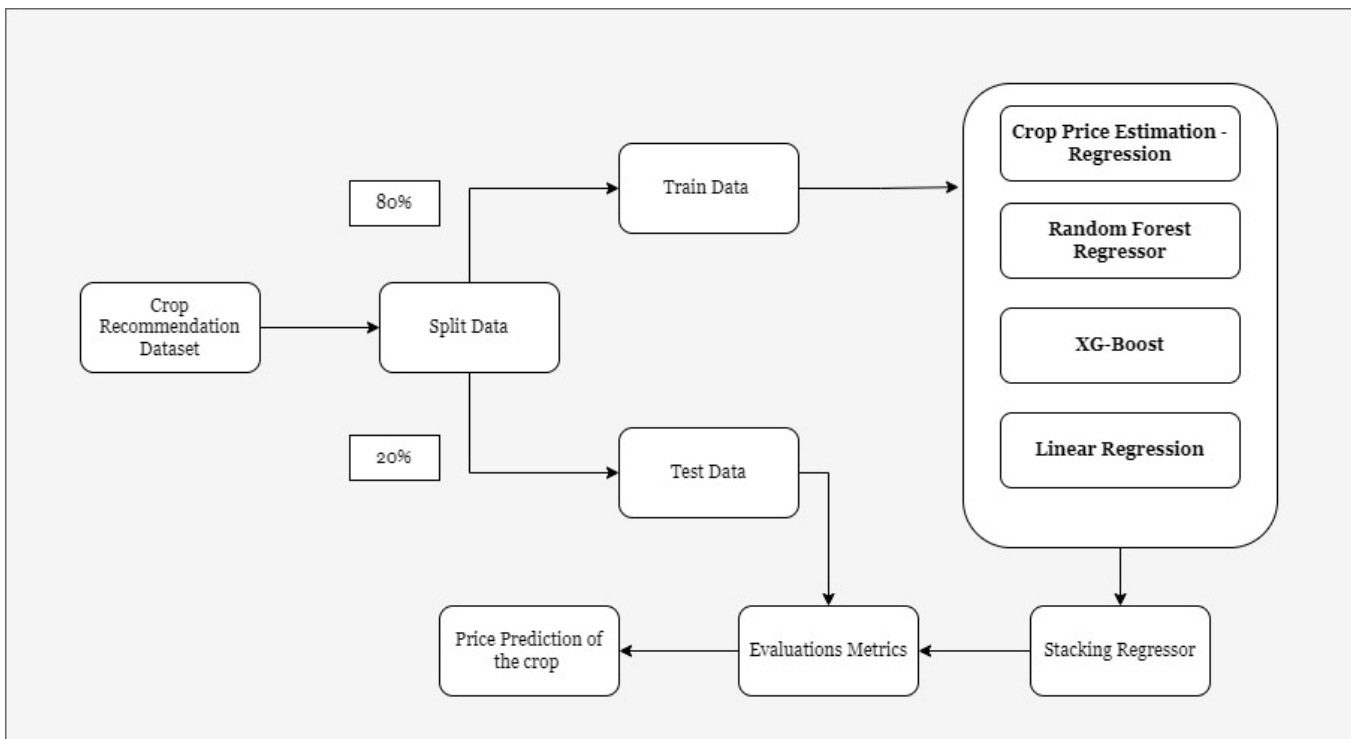 Crop Price Estimation -
Regression
80%
Train Data
Random Forest
Regressor
Crop
Recommendation
Dataset
Split Data
XG-Boost
20%
Test Data
Linear Regression
Price Prediction of
the crop
Evaluations Metrics
Stacking Regressor